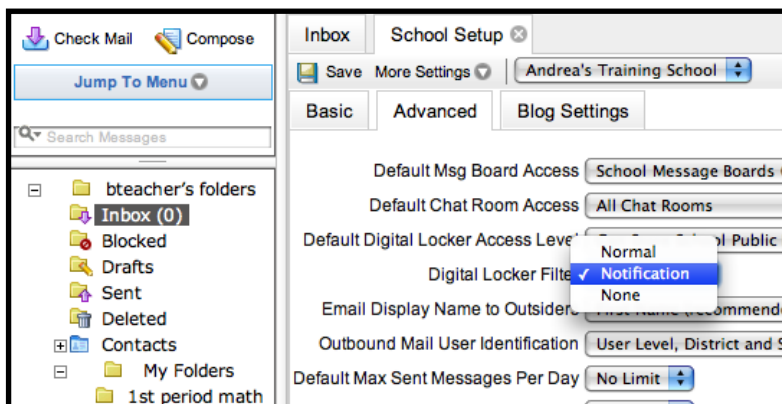 Check Mail Compose
Jump To Menu
Search Messages
bteacher's folders
Inbox (0)
Blocked
Drafts
Sent
Deleted
Contacts
My Folders
1st period math
Inbox School Setup
Save More Settings Andrea's Training School
Basic Advanced Blog Settings
Default Msg Board Access School Message Boards
Default Chat Room Access All Chat Rooms
Default Digital Locker Access Level School Public
Normal
Digital Locker Filter Notification
None
Email Display Name to Outsiders First Name (recommende
Outbound Mail User Identification User Level, District and S
Default Max Sent Messages Per Day No Limit